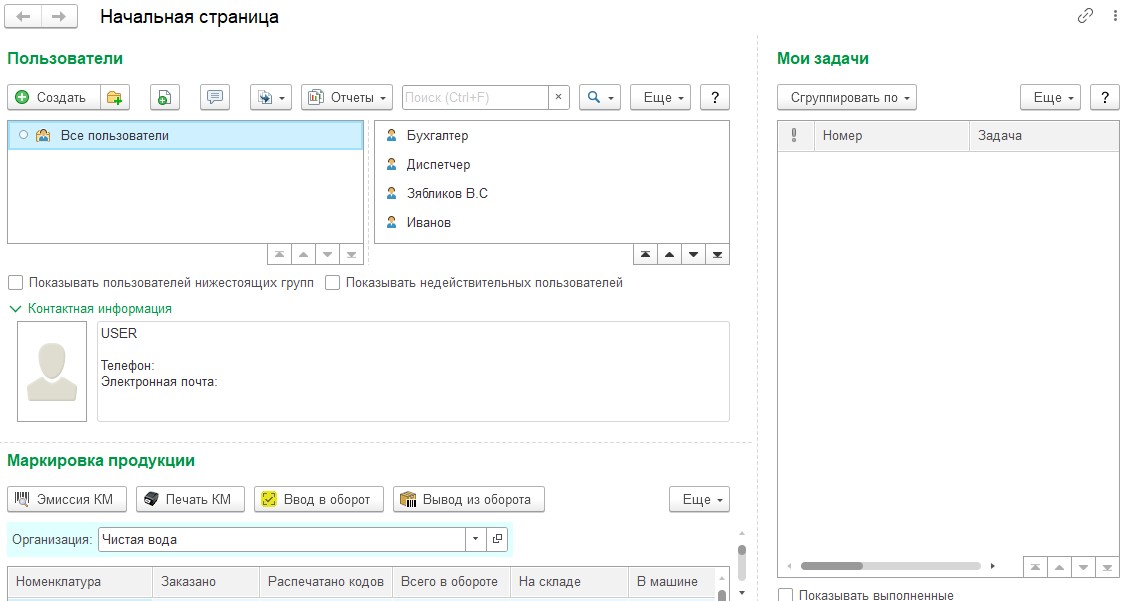 Начальная страница
Пользователи
Создать
Отчеты
Поиск (Ctrl+F)
×
Еще
?
Все пользователи
Бухгалтер
Диспетчер
Зябликов В.С
Иванов
Показывать пользователей нижестоящих групп
Показывать недействительных пользователей
Контактная информация
USER
Телефон:
Электронная почта:
Маркировка продукции
Эмиссия КМ
Печать КМ
Ввод в оборот
Вывод из оборота
Еще
Организация:
Чистая вода
Номенклатура
Заказано
Распечатано кодов
Всего в обороте
На складе
В машине
Мои задачи
Сгруппировать по
Еще
?
Номер
Задача
Показывать выполненные